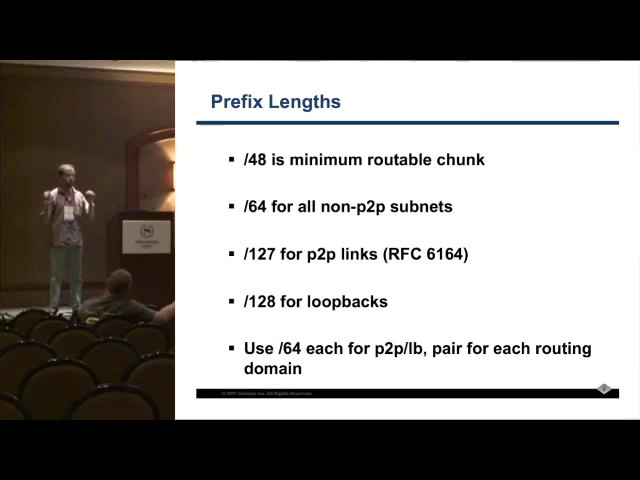 Prefix Lengths
▪ /48 is minimum routable chunk
▪ /64 for all non-p2p subnets
▪ /127 for p2p links (RFC 6164)
▪ /128 for loopbacks
▪ Use /64 each for p2p/lb, pair for each routing
domain